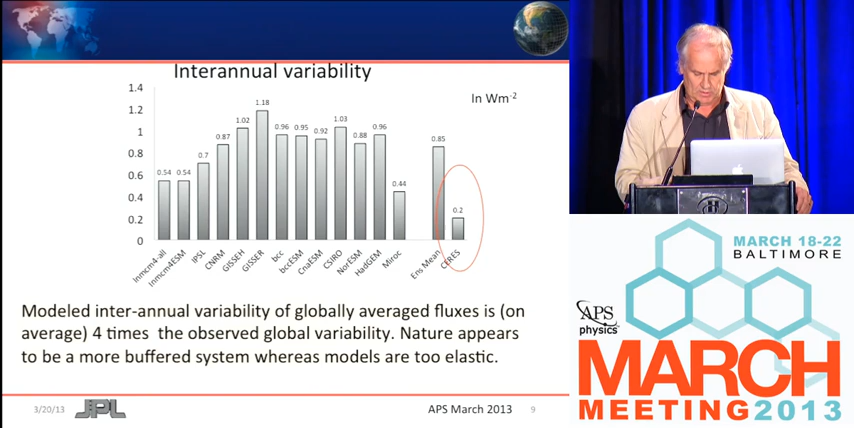 Interannual variability
In Wm-2
1.4
1.2
1
0.8
0.6
0.4
0.2
0
0.54
0.54
0.7
0.87
1.02
1.18
0.96
0.95
0.92
1.03
0.88
0.96
0.44
0.85
0.2
Inmcm4-all
Inmcm4ESM
IPSL
CNRM
GISSEH
GISSER
bcc
bccESM
CnaESM
CSIRO
NorESM
HadGEM
Miroc
Ens Mean
CERES
Modeled inter-annual variability of globally averaged fluxes is (on
average) 4 times the observed global variability. Nature appears
to be a more buffered system whereas models are too elastic.
3/20/13
JPL
APS March 2013
9
MARCH 18-22
BALTIMORE
APS
physics
MARCH
MEETING2013